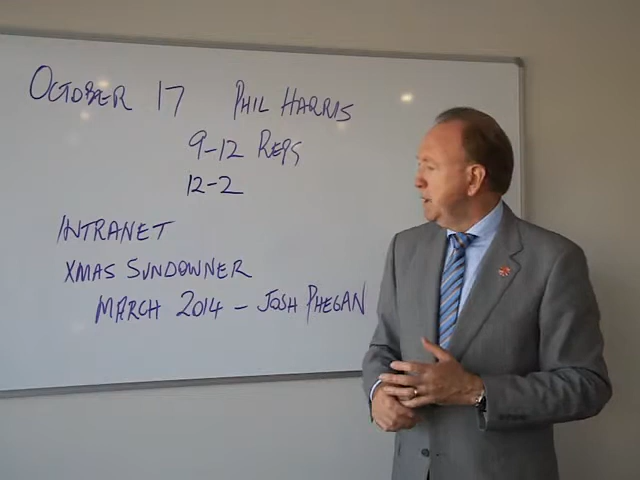 OCTOBER 17 PHIL HARRIS
9-12 REPS
12-2
INTRANET
XMAS SUNDOWNER
MARCH 2014 - JOSH PHEGAN